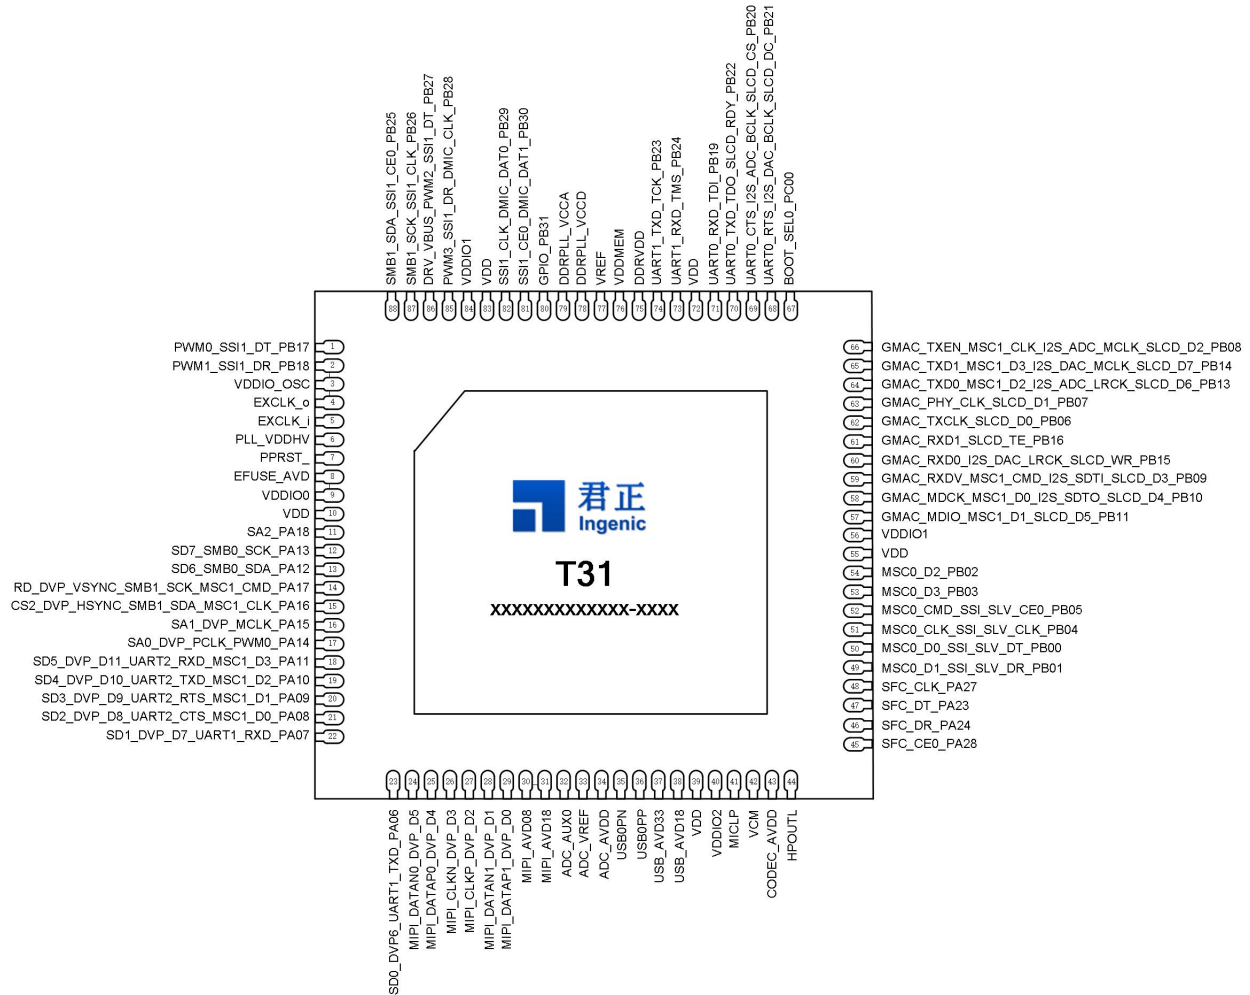 SMB1_SDA_SSI1_CE0_PB25
SMB1_SCK_SSI1_CLK_PB26
DRV_VBUS_PWM2_SSI1_DT_PB27
PWM3_SSI1_DR_DMIC_CLK_PB28
VDDIO1
VDD
SSI1_CLK_DMIC_DAT0_PB29
SSI1_CE0_DMIC_DAT1_PB30
GPIO_PB31
DDRPLL_VCCA
DDRPLL_VCCD
VREF
VDDMEM
DDRVDD
UART1_TXD_TCK_PB23
UART1_RXD_TMS_PB24
VDD
UART0_RXD_TDI_PB19
UART0_TXD_TDO_SLCD_RDY_PB22
UART0_CTS_I2S_ADC_BCLK_SLCD_CS_PB20
UART0_RTS_I2S_DAC_BCLK_SLCD_DC_PB21
BOOT_SEL0_PC00
88 87 86 85 84 83 82 81 80 79 78 77 76 75 74 73 72 71 70 69 68 67
PWM0_SSI1_DT_PB17 1
PWM1_SSI1_DR_PB18 2
VDDIO_OSC 3
EXCLK_o 4
EXCLK_i 5
PLL_VDDHV 6
PPRST_ 7
EFUSE_AVD 8
VDDIO0 9
VDD 10
SA2_PA18 11
SD7_SMB0_SCK_PA13 12
SD6_SMB0_SDA_PA12 13
RD_DVP_VSYNC_SMB1_SCK_MSC1_CMD_PA17 14
CS2_DVP_HSYNC_SMB1_SDA_MSC1_CLK_PA16 15
SA1_DVP_MCLK_PA15 16
SA0_DVP_PCLK_PWM0_PA14 17
SD5_DVP_D11_UART2_RXD_MSC1_D3_PA11 18
SD4_DVP_D10_UART2_TXD_MSC1_D2_PA10 19
SD3_DVP_D9_UART2_RTS_MSC1_D1_PA09 20
SD2_DVP_D8_UART2_CTS_MSC1_D0_PA08 21
SD1_DVP_D7_UART1_RXD_PA07 22
君正
Ingenic
T31
xxxxxxxxxxxxx-xxxx
66 GMAC_TXEN_MSC1_CLK_I2S_ADC_MCLK_SLCD_D2_PB08
65 GMAC_TXD1_MSC1_D3_I2S_DAC_MCLK_SLCD_D7_PB14
64 GMAC_TXD0_MSC1_D2_I2S_ADC_LRCK_SLCD_D6_PB13
63 GMAC_PHY_CLK_SLCD_D1_PB07
62 GMAC_TXCLK_SLCD_D0_PB06
61 GMAC_RXD1_SLCD_TE_PB16
60 GMAC_RXD0_I2S_DAC_LRCK_SLCD_WR_PB15
59 GMAC_RXDV_MSC1_CMD_I2S_SDTI_SLCD_D3_PB09
58 GMAC_MDCK_MSC1_D0_I2S_SDTO_SLCD_D4_PB10
57 GMAC_MDIO_MSC1_D1_SLCD_D5_PB11
56 VDDIO1
55 VDD
54 MSC0_D2_PB02
53 MSC0_D3_PB03
52 MSC0_CMD_SSI_SLV_CE0_PB05
51 MSC0_CLK_SSI_SLV_CLK_PB04
50 MSC0_D0_SSI_SLV_DT_PB00
49 MSC0_D1_SSI_SLV_DR_PB01
48 SFC_CLK_PA27
47 SFC_DT_PA23
46 SFC_DR_PA24
45 SFC_CE0_PA28
23 24 25 26 27 28 29 30 31 32 33 34 35 36 37 38 39 40 41 42 43 44
SD0_DVP6_UART1_TXD_PA06
MIPI_DATAN0_DVP_D5
MIPI_DATAP0_DVP_D4
MIPI_CLKN_DVP_D3
MIPI_CLKP_DVP_D2
MIPI_DATAN1_DVP_D1
MIPI_DATAP1_DVP_D0
MIPI_AVD08
MIPI_AVD18
ADC_AUX0
ADC_VREF
ADC_AVDD
USB0PN
USB0PP
USB_AVD33
USB_AVD18
VDD
VDDIO2
MICLP
VCM
CODEC_AVDD
HPOUTL